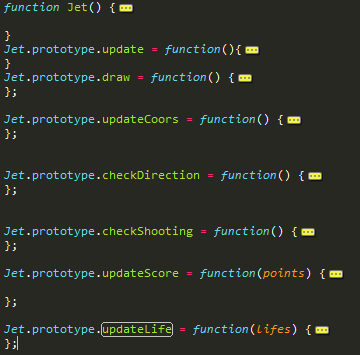 function Jet() {
}
Jet.prototype.update = function(){
}
Jet.prototype.draw = function() {
};
Jet.prototype.updateCoors = function() {
};
Jet.prototype.checkDirection = function() {
};
Jet.prototype.checkShooting = function() {
};
Jet.prototype.updateScore = function(points) {
};
Jet.prototype.updateLife = function(lifes) {
};